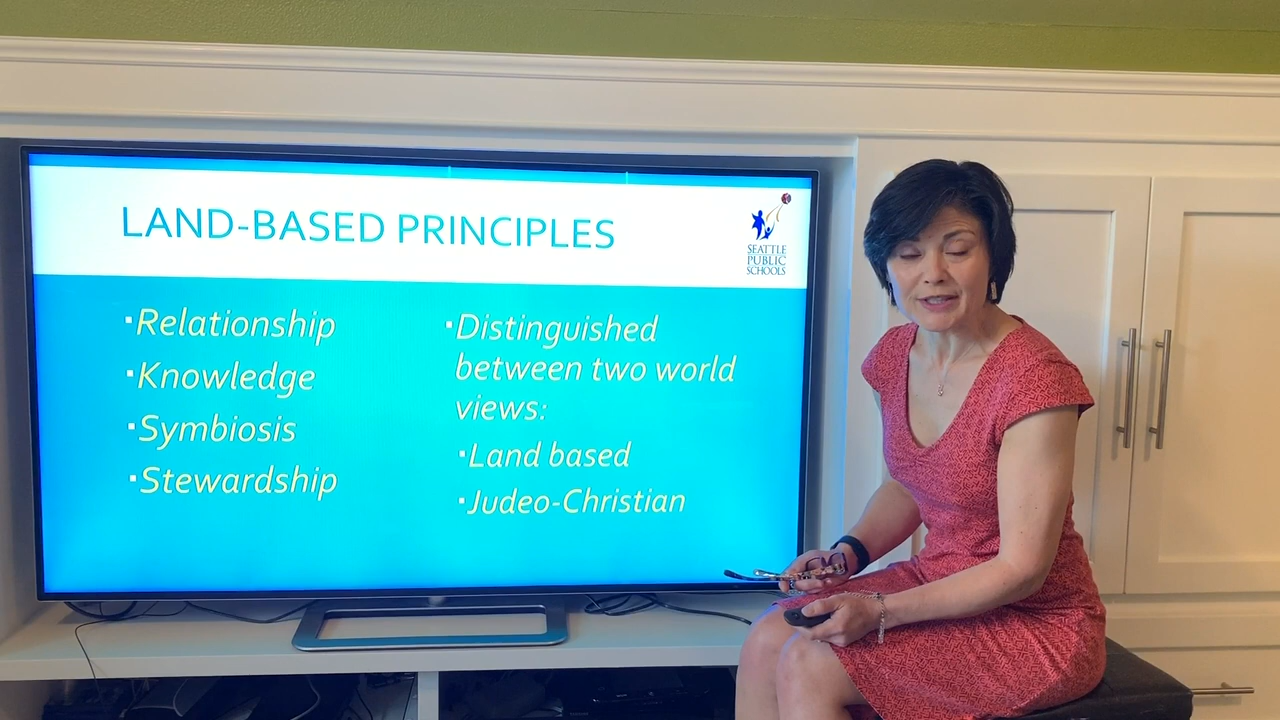 LAND-BASED PRINCIPLES
SEATTLE
PUBLIC
SCHOOLS
▪Relationship
▪Knowledge
▪Symbiosis
▪Stewardship
▪Distinguished
between two world
views:
▪Land based
▪Judeo-Christian